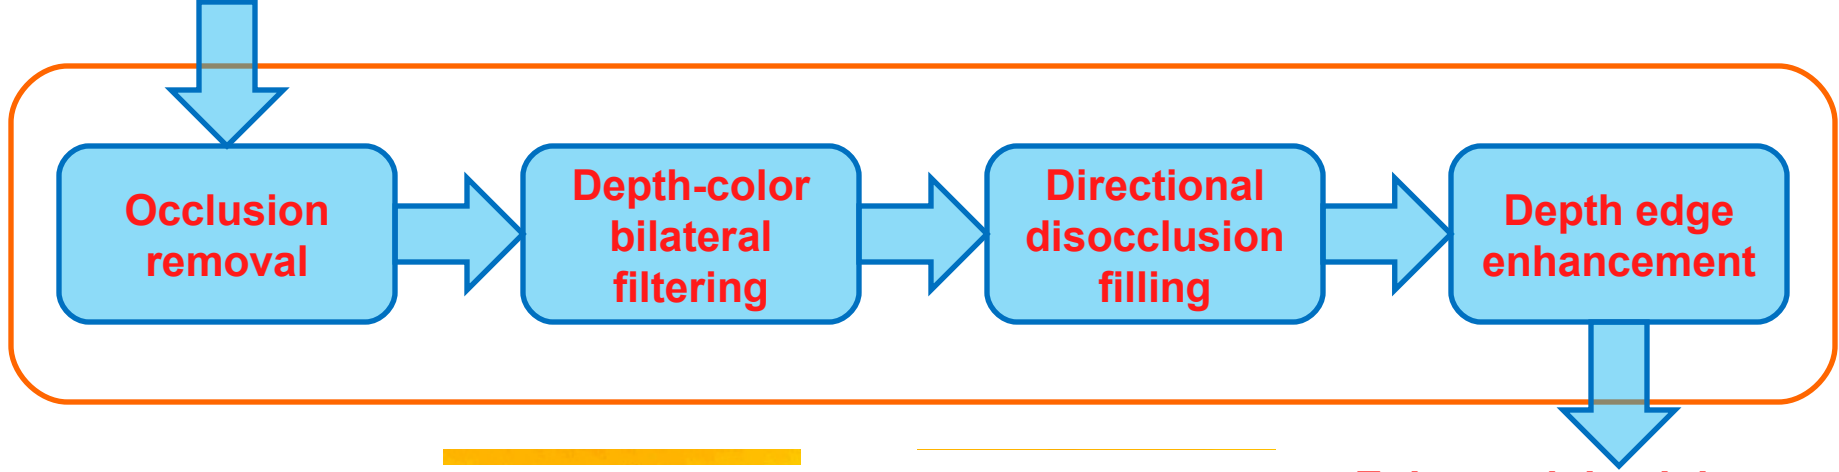 Occlusion
removal
Depth-color
bilateral
filtering
Directional
disocclusion
filling
Depth edge
enhancement